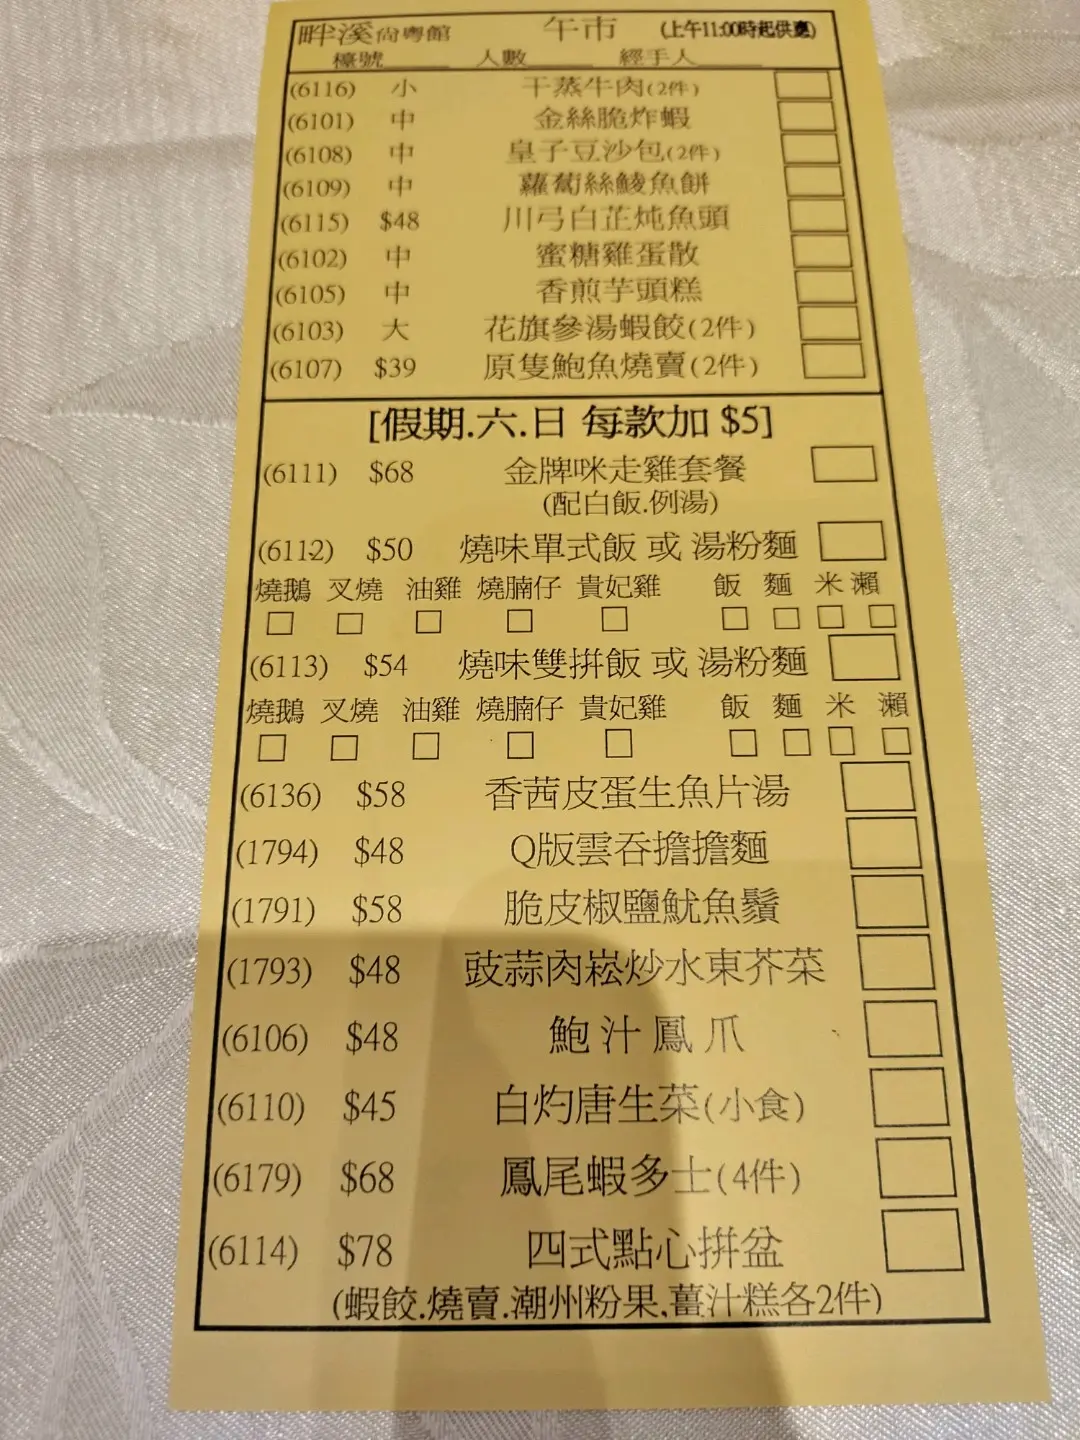 畔溪尚粵館 午市 (上午11:00時起供應)
檯號 人數 經手人
(6116) 小 干蒸牛肉(2件)
(6101) 中 金絲脆炸蝦
(6108) 中 皇子豆沙包(2件)
(6109) 中 蘿蔔絲鯪魚餅
(6115) $48 川弓白芷炖魚頭
(6102) 中 蜜糖雞蛋散
(6105) 中 香煎芋頭糕
(6103) 大 花旗參湯蝦餃(2件)
(6107) $39 原隻鮑魚燒賣(2件)
[假期.六.日 每款加 $5]
(6111) $68 金牌咪走雞套餐
(配白飯.例湯)
(6112) $50 燒味單式飯 或 湯粉麵
燒鵝 叉燒 油雞 燒腩仔 貴妃雞 飯 麵 米 瀨
(6113) $54 燒味雙拼飯 或 湯粉麵
燒鵝 叉燒 油雞 燒腩仔 貴妃雞 飯 麵 米 瀨
(6136) $58 香茜皮蛋生魚片湯
(1794) $48 Q版雲吞擔擔麵
(1791) $58 脆皮椒鹽魷魚鬚
(1793) $48 豉蒜肉崧炒水東芥菜
(6106) $48 鮑汁鳳爪
(6110) $45 白灼唐生菜(小食)
(6179) $68 鳳尾蝦多士(4件)
(6114) $78 四式點心拼盆
(蝦餃.燒賣.潮州粉果.薑汁糕各2件)